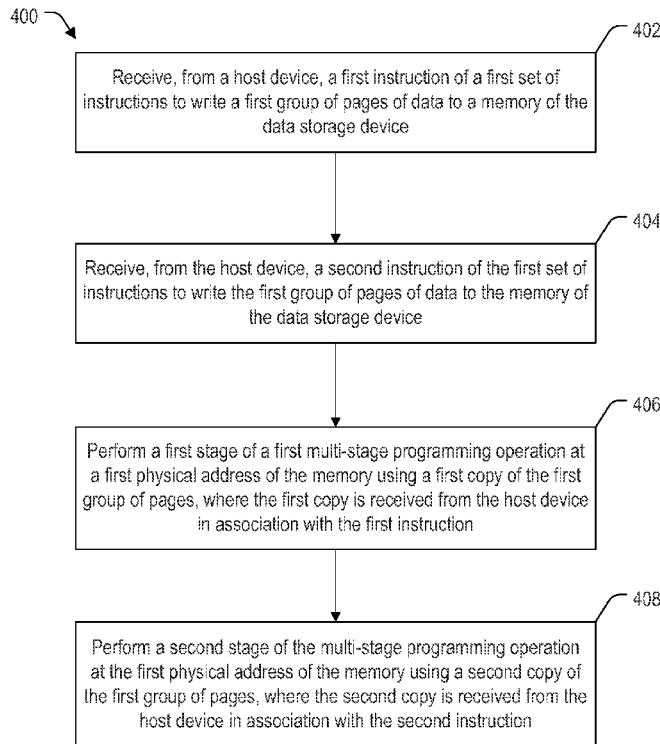 400
402
Receive, from a host device, a first instruction of a first set of
instructions to write a first group of pages of data to a memory of the
data storage device
404
Receive, from the host device, a second instruction of the first set of
instructions to write the first group of pages of data to the memory of
the data storage device
406
Perform a first stage of a first multi-stage programming operation at
a first physical address of the memory using a first copy of the first
group of pages, where the first copy is received from the host device
in association with the first instruction
408
Perform a second stage of the multi-stage programming operation
at the first physical address of the memory using a second copy of
the first group of pages, where the second copy is received from the
host device in association with the second instruction